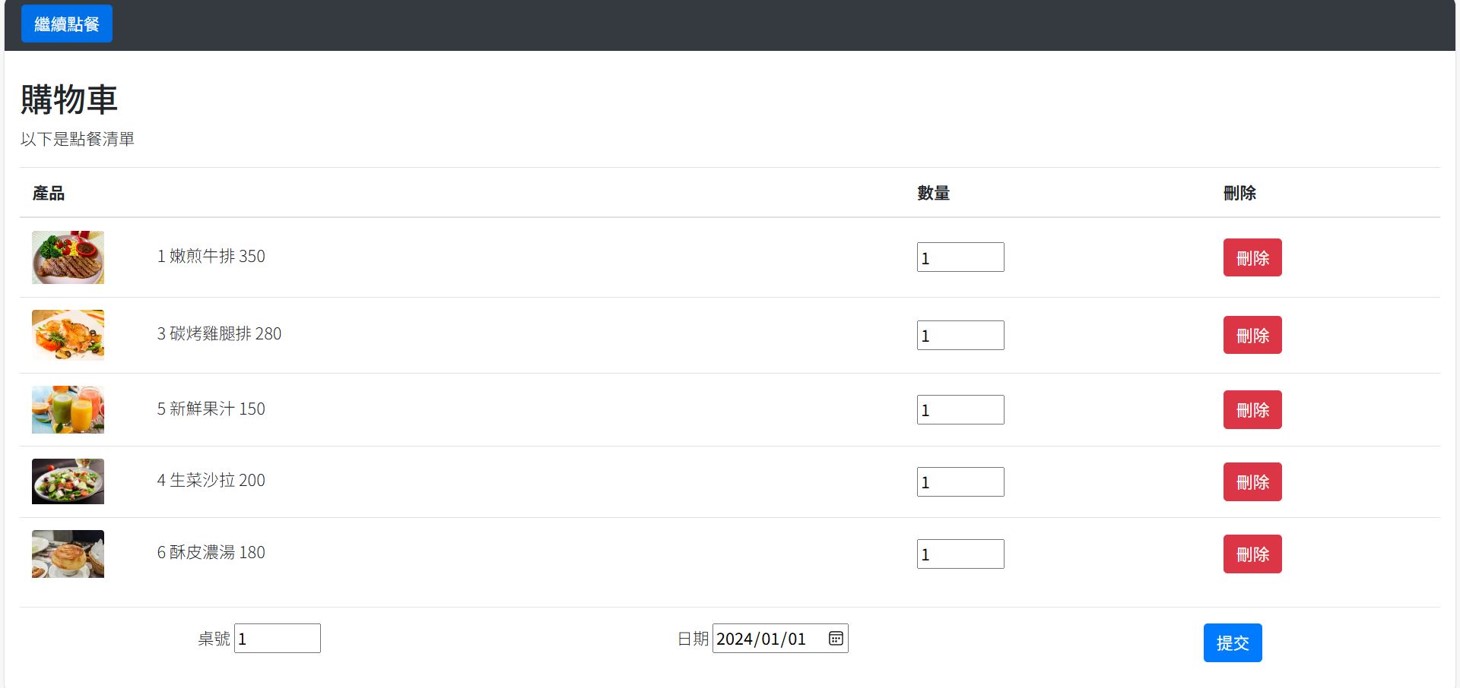 繼續點餐
購物車
以下是點餐清單
產品 數量 刪除
1 嫩煎牛排 350 1 刪除
3 碳烤雞腿排 280 1 刪除
5 新鮮果汁 150 1 刪除
4 生菜沙拉 200 1 刪除
6 酥皮濃湯 180 1 刪除
桌號 1 日期 2024/01/01 提交